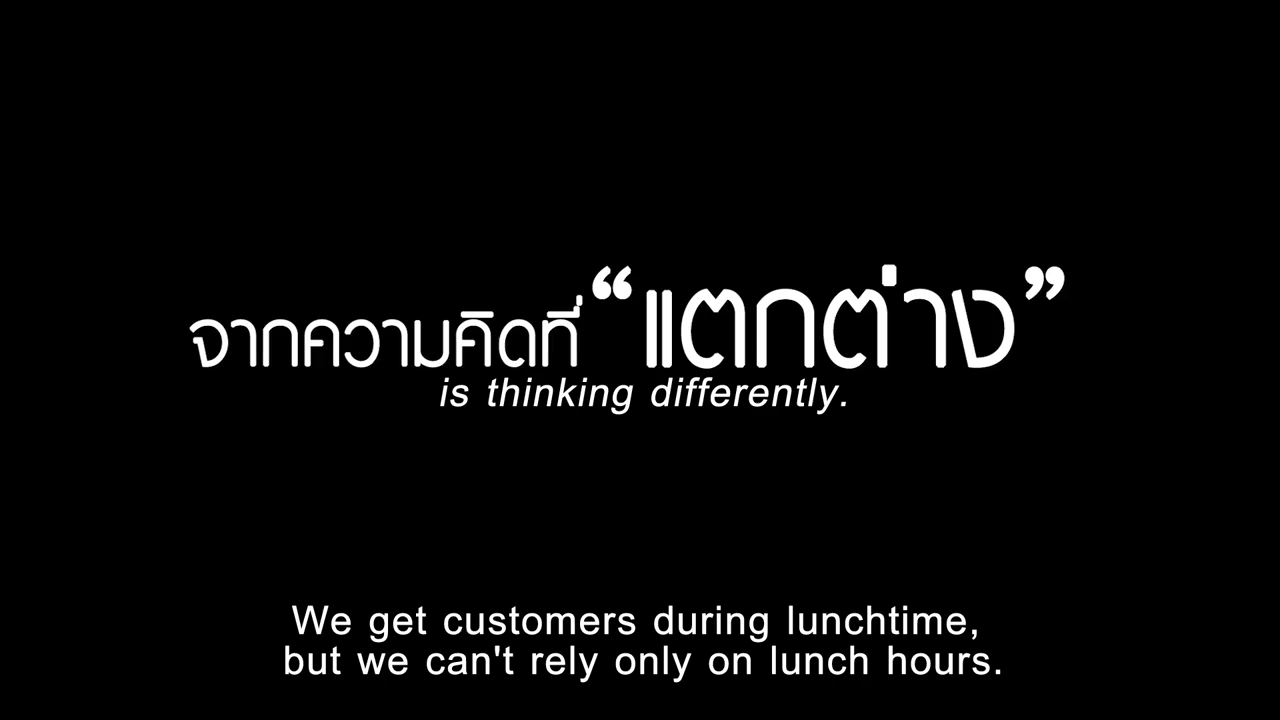 จากความคิดที่ “แตกต่าง”
is thinking differently.
We get customers during lunchtime,
but we can't rely only on lunch hours.